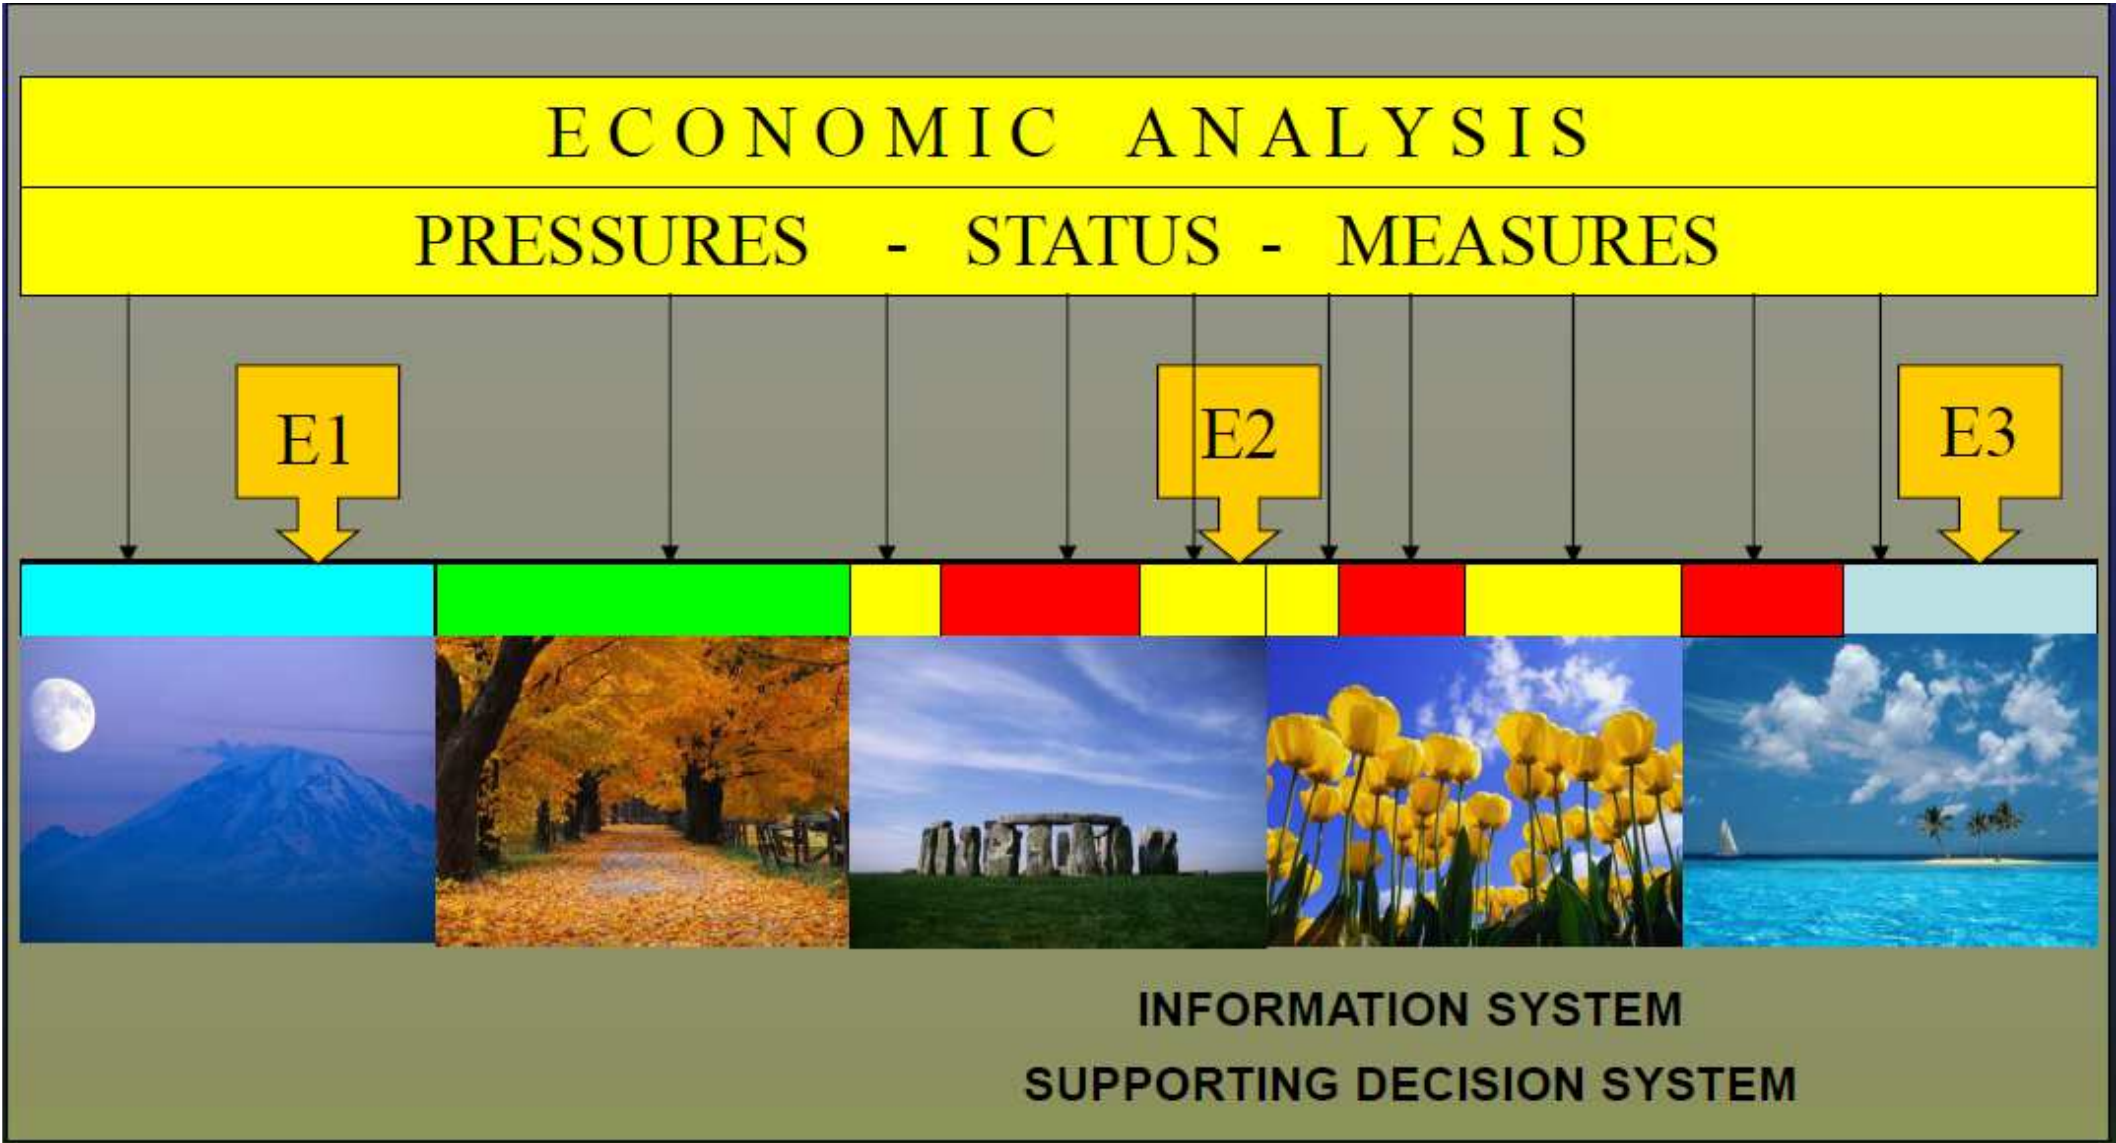 ECONOMIC ANALYSIS
PRESSURES - STATUS - MEASURES
E1
E2
E3
INFORMATION SYSTEM
SUPPORTING DECISION SYSTEM